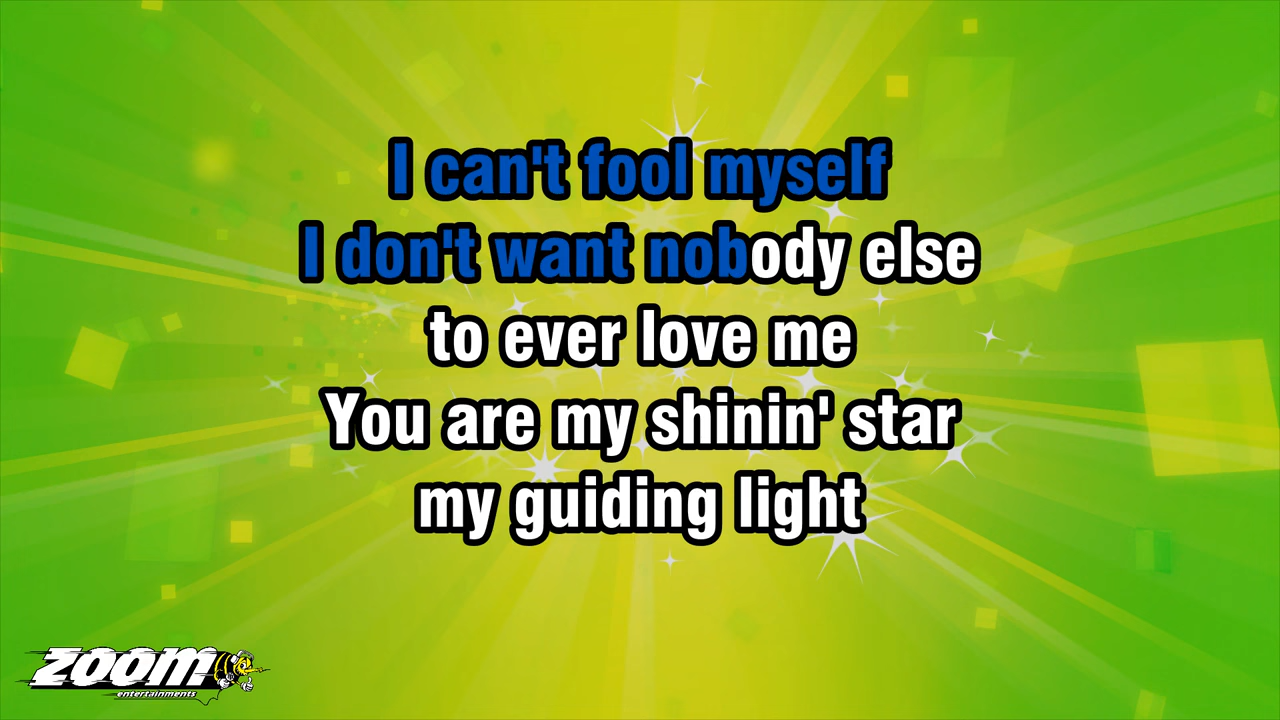 I can't fool myself
I don't want nobody else
to ever love me
You are my shinin' star
my guiding light
zoom
entertainments